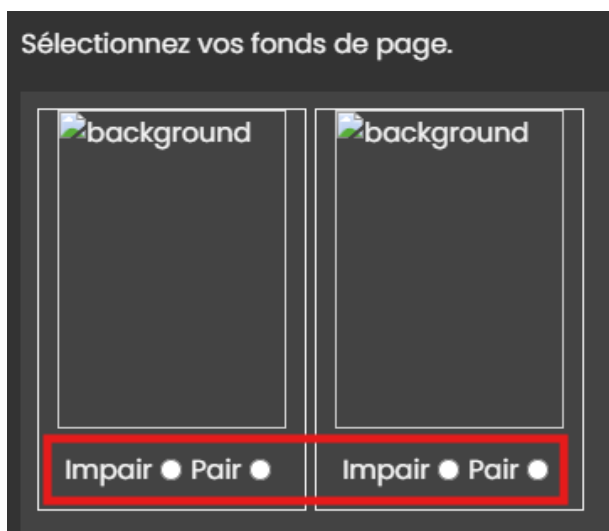 Sélectionnez vos fonds de page.
background background
Impair Pair Impair Pair